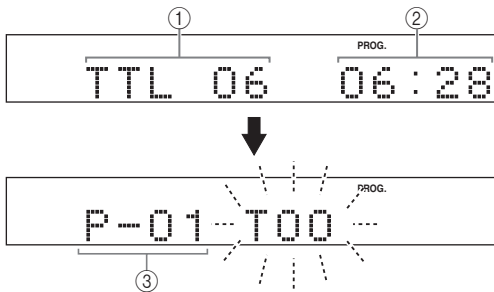 ① ②
PROG.
TTL 06 06:28
PROG.
P-01 T00
③